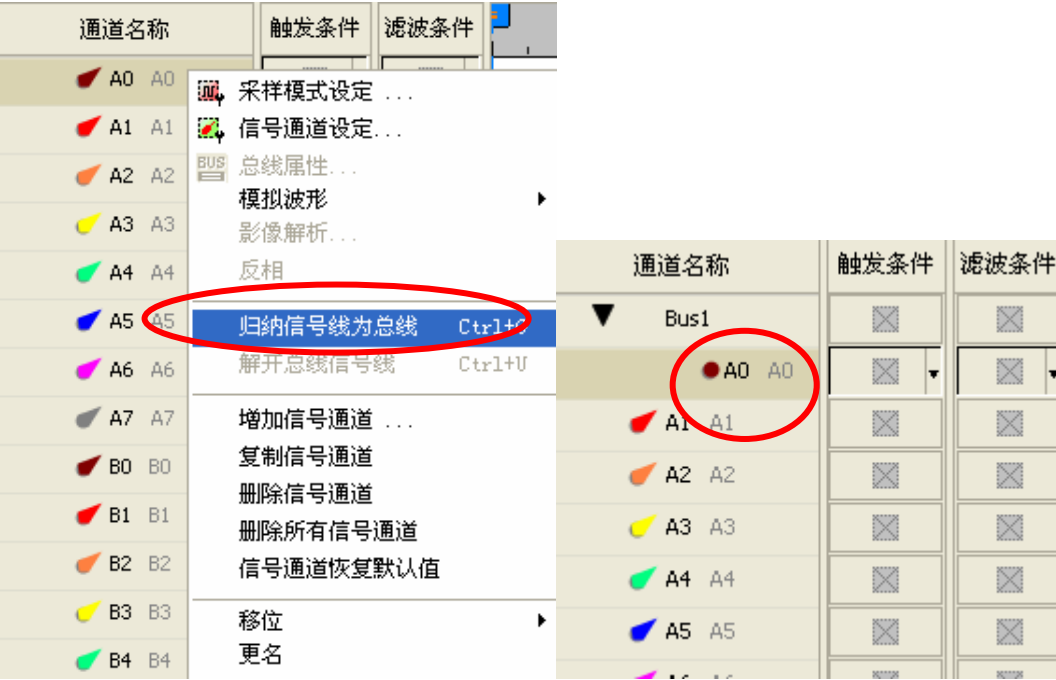 通道名称 触发条件 滤波条件
A0 A0
A1 A1
A2 A2
A3 A3
A4 A4
A5 A5
A6 A6
A7 A7
B0 B0
B1 B1
B2 B2
B3 B3
B4 B4
采样模式设定 ...
信号通道设定...
BUS 总线属性...
模拟波形
影像解析...
反相
归纳信号线为总线 Ctrl+G
解开总线信号线 Ctrl+U
增加信号通道 ...
复制信号通道
删除信号通道
删除所有信号通道
信号通道恢复默认值
移位
更名
通道名称 触发条件 滤波条件
Bus1
A0 A0
A1 A1
A2 A2
A3 A3
A4 A4
A5 A5